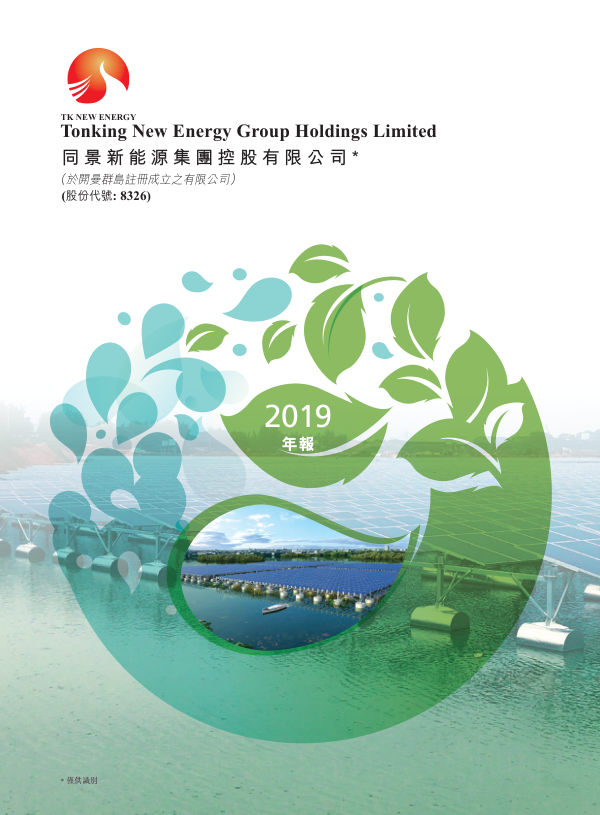 TK NEW ENERGY
Tonking New Energy Group Holdings Limited
同景新能源集團控股有限公司*
（於開曼群島註冊成立之有限公司）
(股份代號: 8326)
2019
年報
* 僅供識別